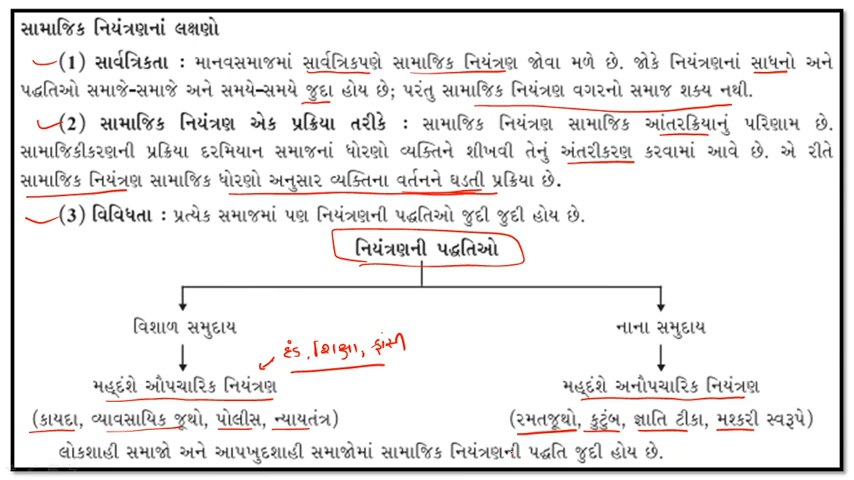 સામાજિક નિયંત્રણનાં લક્ષણો
(1) સાર્વત્રિકતા : માનવસમાજમાં સાર્વત્રિકપણે સામાજિક નિયંત્રણ જોવા મળે છે. જોકે નિયંત્રણનાં સાધનો અને
પદ્ધતિઓ સમાજે-સમાજે અને સમયે-સમયે જુદા હોય છે; પરંતુ સામાજિક નિયંત્રણ વગરનો સમાજ શક્ય નથી.
(2) સામાજિક નિયંત્રણ એક પ્રક્રિયા તરીકે : સામાજિક નિયંત્રણ સામાજિક આંતરક્રિયાનું પરિણામ છે.
સામાજિકીકરણની પ્રક્રિયા દરમિયાન સમાજનાં ધોરણો વ્યક્તિને શીખવી તેનું અંતરીકરણ કરવામાં આવે છે. એ રીતે
સામાજિક નિયંત્રણ સામાજિક ધોરણો અનુસાર વ્યક્તિના વર્તનને ઘડતી પ્રક્રિયા છે.
(3) વિવિધતા : પ્રત્યેક સમાજમાં પણ નિયંત્રણની પદ્ધતિઓ જુદી જુદી હોય છે.
નિયંત્રણની પદ્ધતિઓ
વિશાળ સમુદાય નાના સમુદાય
દંડ, શિક્ષા, ફાંસી
મહ્દંશે ઔપચારિક નિયંત્રણ મહ્દંશે અનૌપચારિક નિયંત્રણ
(કાયદા, વ્યાવસાયિક જૂથો, પોલીસ, ન્યાયતંત્ર) (રમતજૂથો, કુટુંબ, જ્ઞાતિ ટીકા, મશ્કરી સ્વરૂપે)
લોકશાહી સમાજો અને આપખુદશાહી સમાજોમાં સામાજિક નિયંત્રણની પદ્ધતિ જુદી હોય છે.